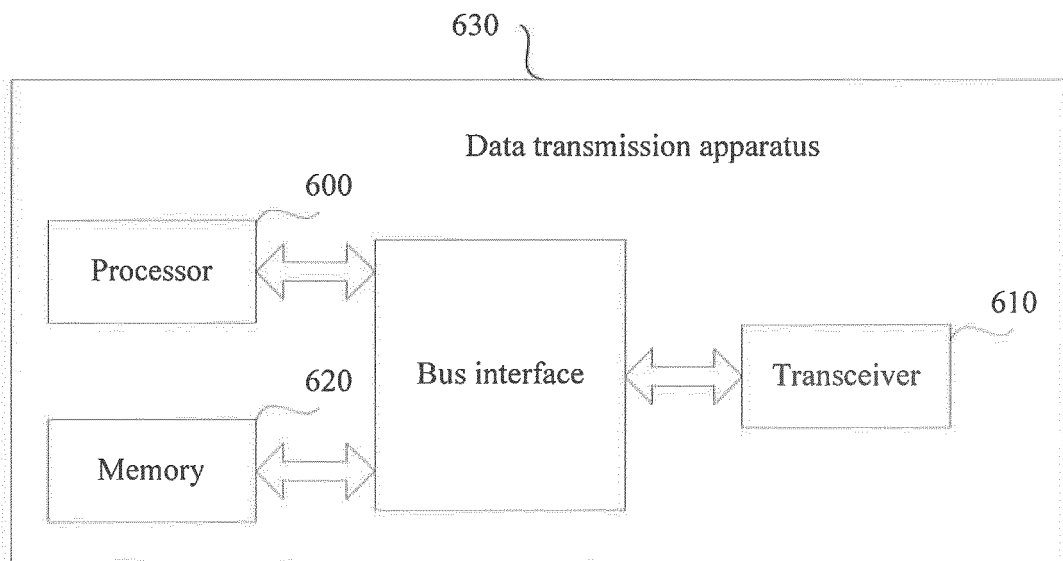 630
Data transmission apparatus
600
Processor
610
Bus interface
Transceiver
620
Memory